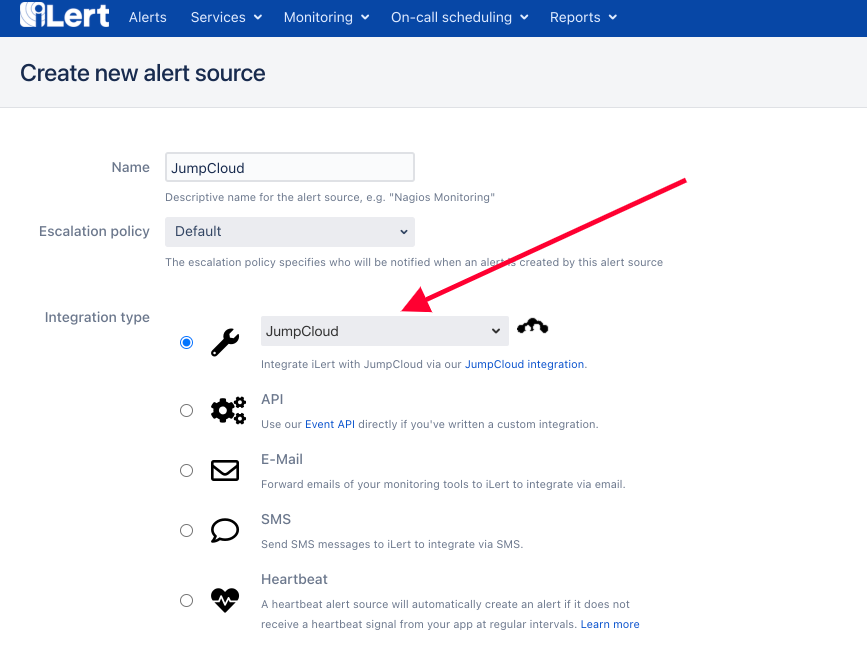 iLert Alerts Services Monitoring On-call scheduling Reports
Create new alert source
Name JumpCloud
Descriptive name for the alert source, e.g. "Nagios Monitoring"
Escalation policy Default
The escalation policy specifies who will be notified when an alert is created by this alert source
Integration type
JumpCloud
Integrate iLert with JumpCloud via our JumpCloud integration.
API
Use our Event API directly if you've written a custom integration.
E-Mail
Forward emails of your monitoring tools to iLert to integrate via email.
SMS
Send SMS messages to iLert to integrate via SMS.
Heartbeat
A heartbeat alert source will automatically create an alert if it does not
receive a heartbeat signal from your app at regular intervals. Learn more